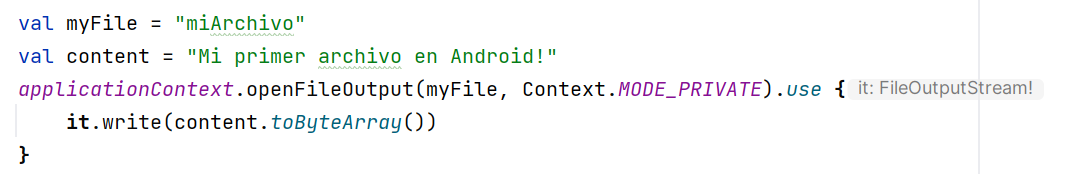 val myFile = "miArchivo"
val content = "Mi primer archivo en Android!"
applicationContext.openFileOutput(myFile, Context.MODE_PRIVATE).use { it: FileOutputStream!
it.write(content.toByteArray())
}